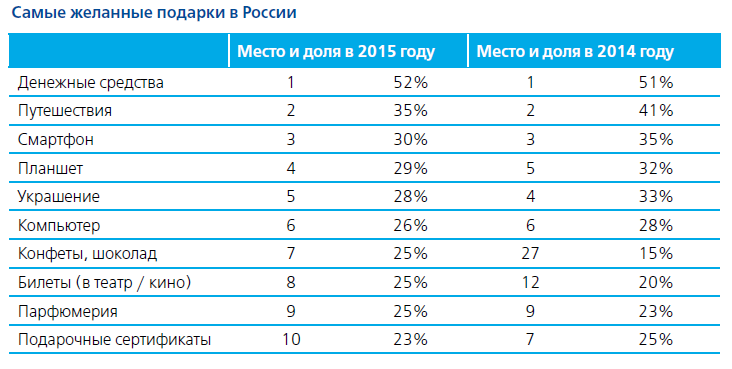 Самые желанные подарки в России
Место и доля в 2015 году Место и доля в 2014 году
Денежные средства 1 52% 1 51%
Путешествия 2 35% 2 41%
Смартфон 3 30% 3 35%
Планшет 4 29% 5 32%
Украшение 5 28% 4 33%
Компьютер 6 26% 6 28%
Конфеты, шоколад 7 25% 27 15%
Билеты (в театр / кино) 8 25% 12 20%
Парфюмерия 9 25% 9 23%
Подарочные сертификаты 10 23% 7 25%